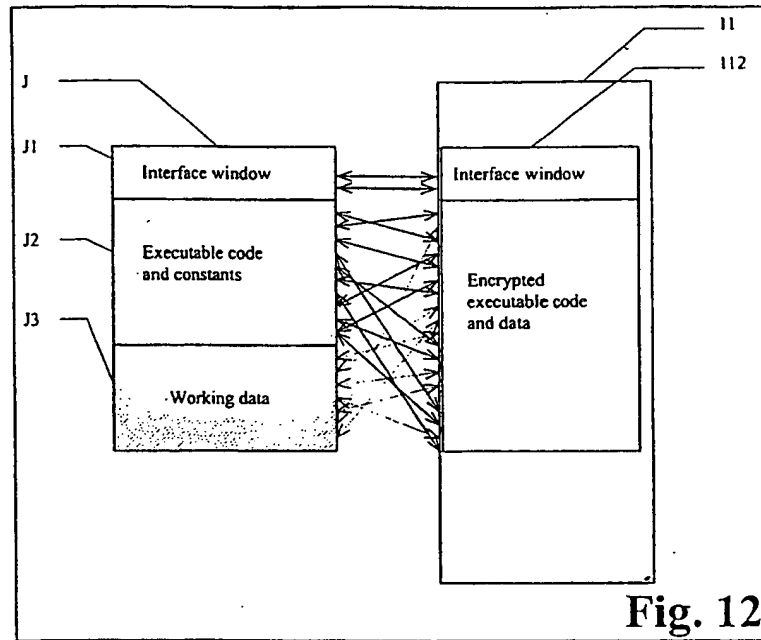 11
J
112
J1
Interface window
Interface window
J2
Executable code
and constants
Encrypted
executable code
and data
J3
Working data
Fig. 12